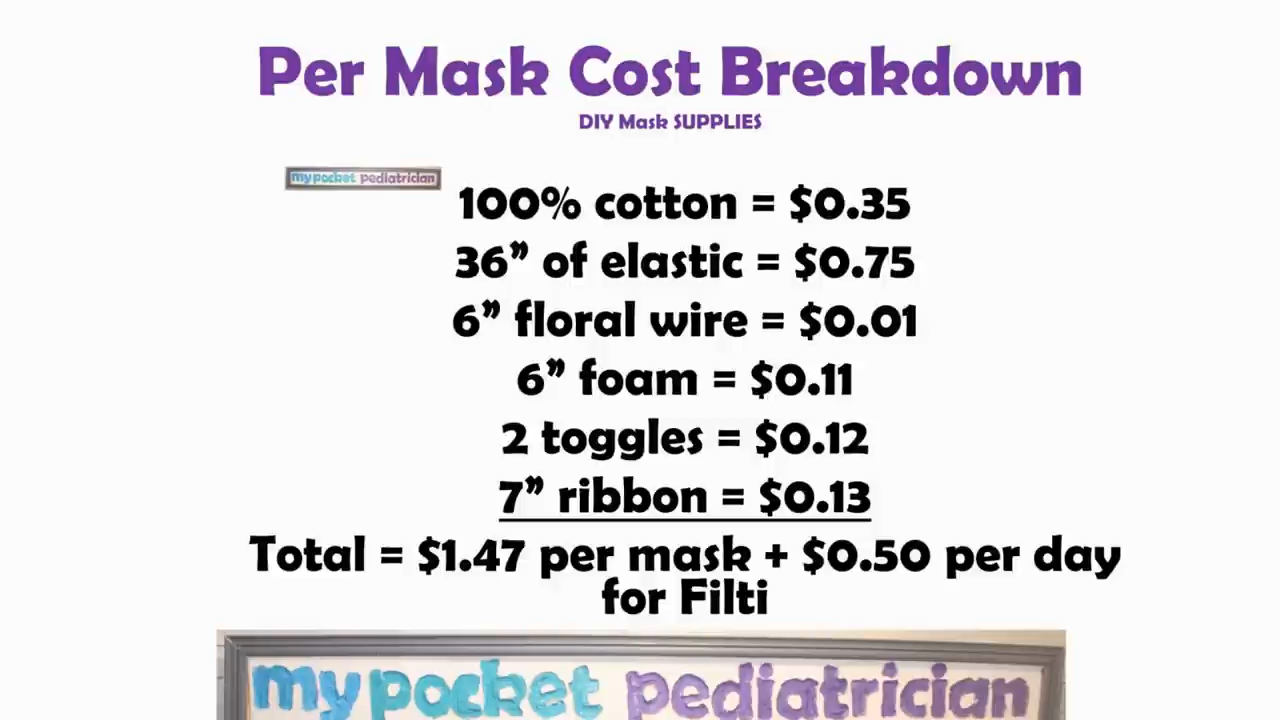 Per Mask Cost Breakdown
DIY Mask SUPPLIES
my pocket pediatrician
100% cotton = $0.35
36” of elastic = $0.75
6” floral wire = $0.01
6” foam = $0.11
2 toggles = $0.12
7” ribbon = $0.13
Total = $1.47 per mask + $0.50 per day
for Filti
my pocket pediatrician